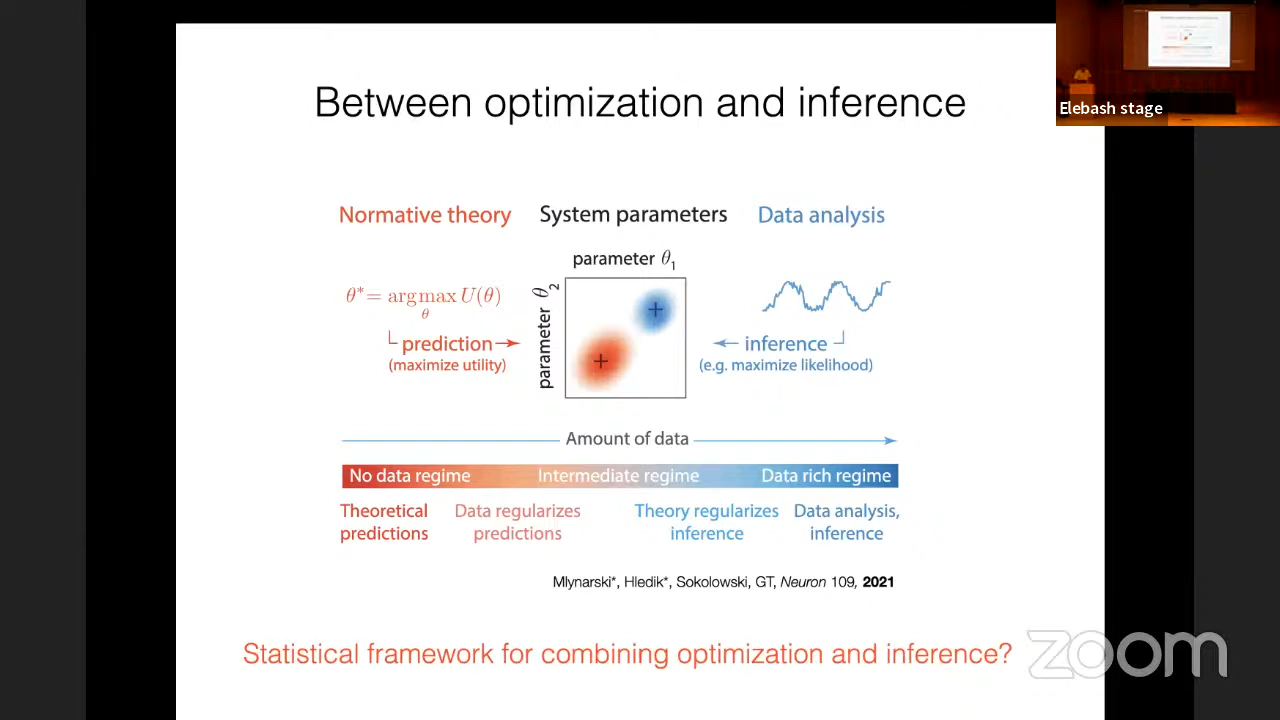 Between optimization and inference
Elebash stage
Normative theory
System parameters
Data analysis
parameter θ₁
parameter θ₂
θ*= argmax U(θ)
θ
prediction
(maximize utility)
inference
(e.g. maximize likelihood)
Amount of data
No data regime
Intermediate regime
Data rich regime
Theoretical
predictions
Data regularizes
predictions
Theory regularizes
inference
Data analysis,
inference
Mlynarski*, Hledik*, Sokolowski, GT, Neuron 109, 2021
Statistical framework for combining optimization and inference?
zoom